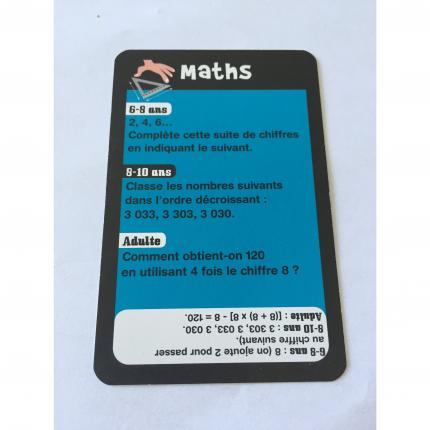 Maths
6-8 ans
2, 4, 6...
Complète cette suite de chiffres
en indiquant le suivant.
8-10 ans
Classe les nombres suivants
dans l'ordre décroissant :
3 033, 3 303, 3 030.
Adulte
Comment obtient-on 120
en utilisant 4 fois le chiffre 8 ?
6-8 ans : 8 (on ajoute 2 pour passer
au chiffre suivant).
8-10 ans : 3 303, 3 033, 3 030.
Adulte : [(8 + 8) x 8] - 8 = 120.